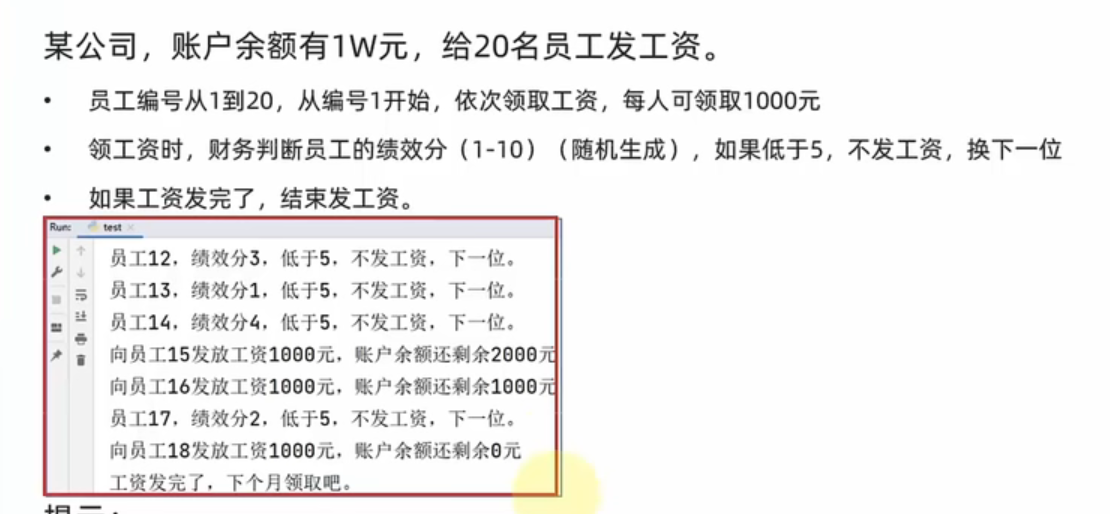 某公司，账户余额有1W元，给20名员工发工资。
• 员工编号从1到20，从编号1开始，依次领取工资，每人可领取1000元
• 领工资时，财务判断员工的绩效分（1-10）（随机生成），如果低于5，不发工资，换下一位
• 如果工资发完了，结束发工资。
Run: test
员工12，绩效分3，低于5，不发工资，下一位。
员工13，绩效分1，低于5，不发工资，下一位。
员工14，绩效分4，低于5，不发工资，下一位。
向员工15发放工资1000元，账户余额还剩余2000元
向员工16发放工资1000元，账户余额还剩余1000元
员工17，绩效分2，低于5，不发工资，下一位。
向员工18发放工资1000元，账户余额还剩余0元
工资发完了，下个月领取吧。